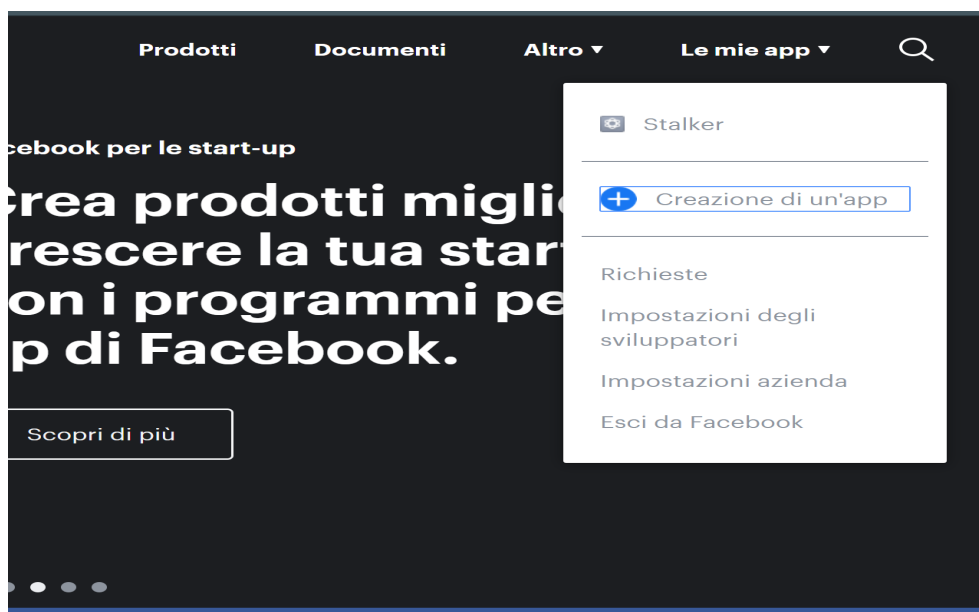 Prodotti Documenti Altro ▼ Le mie app ▼
Stalker
cebook per le start-up
Creazione di un'app
rea prodotti migli
rescere la tua star
on i programmi pe
p di Facebook.
Richieste
Impostazioni degli
sviluppatori
Impostazioni azienda
Esci da Facebook
Scopri di più